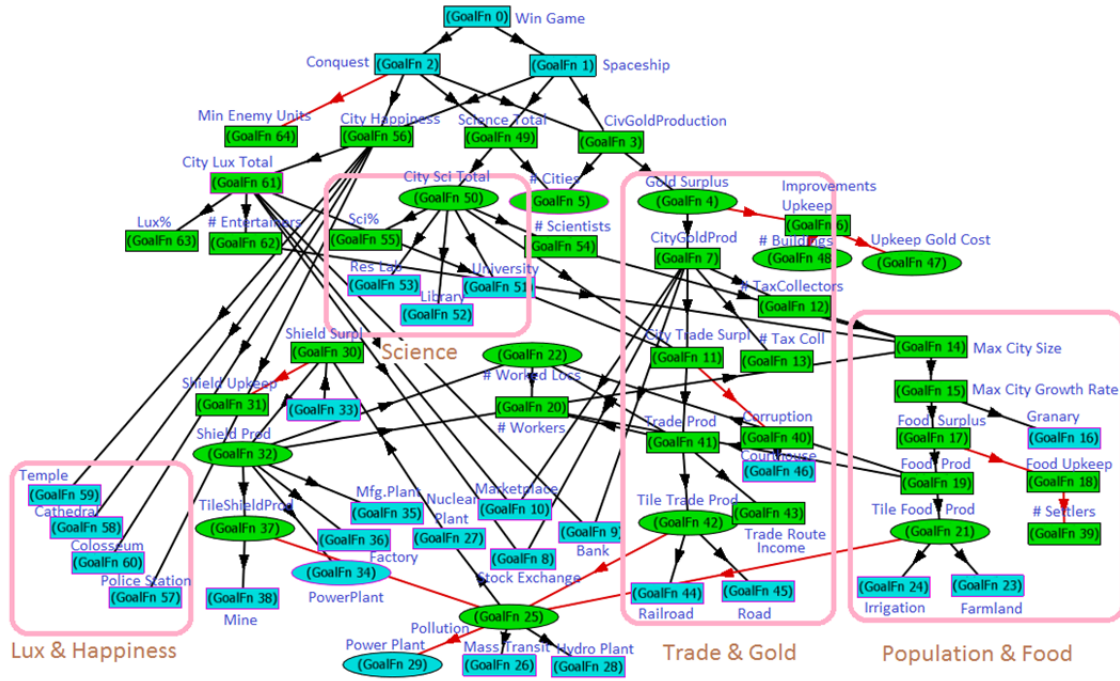 (GoalFn 0) Win Game
Conquest (GoalFn 2) (GoalFn 1) Spaceship
Min Enemy Units City Happiness Science Total CivGoldProduction
(GoalFn 64) (GoalFn 56) (GoalFn 49) (GoalFn 3)
City Lux Total City Sci Total # Cities Gold Surplus Improvements
(GoalFn 61) (GoalFn 50) (GoalFn 5) (GoalFn 4) Upkeep
(GoalFn 6)
Lux% # Entertainers Sci% # Scientists CityGoldProd # Buildings Upkeep Gold Cost
(GoalFn 63) (GoalFn 62) (GoalFn 55) (GoalFn 54) (GoalFn 7) (GoalFn 48) (GoalFn 47)
Res Lab University # TaxCollectors
(GoalFn 53) (GoalFn 51) (GoalFn 12)
Library
(GoalFn 52)
Shield Surpl Science (GoalFn 22) City Trade Surpl # Tax Coll
(GoalFn 30) (GoalFn 11) (GoalFn 13) (GoalFn 14) Max City Size
# Worked Loss
Shield Upkeep (GoalFn 15) Max City Growth Rate
(GoalFn 31) (GoalFn 33) (GoalFn 20)
# Workers Trade Prod Corruption Food Surplus Granary
Shield Prod (GoalFn 41) (GoalFn 40) (GoalFn 17) (GoalFn 16)
(GoalFn 32) Courthouse Food Prod Food Upkeep
(GoalFn 46) (GoalFn 19) (GoalFn 18)
Temple
(GoalFn 59)
Cathedral TileShieldProd Mfg.Plant Nuclear Marketplace Tile Trade Prod Tile Food Prod # Settlers
(GoalFn 58) (GoalFn 37) (GoalFn 35) Plant (GoalFn 10) (GoalFn 42) (GoalFn 43) (GoalFn 21) (GoalFn 39)
Colosseum (GoalFn 36) (GoalFn 27) (GoalFn 9) Trade Route
(GoalFn 60) Factory (GoalFn 8) Bank Income
Police Station (GoalFn 34) Stock Exchange
(GoalFn 57) (GoalFn 38) PowerPlant (GoalFn 44) (GoalFn 45) (GoalFn 24) (GoalFn 23)
Mine (GoalFn 25) Railroad Road Irrigation Farmland
Pollution
Lux & Happiness Power Plant Mass Transit Hydro Plant Trade & Gold Population & Food
(GoalFn 29) (GoalFn 26) (GoalFn 28)